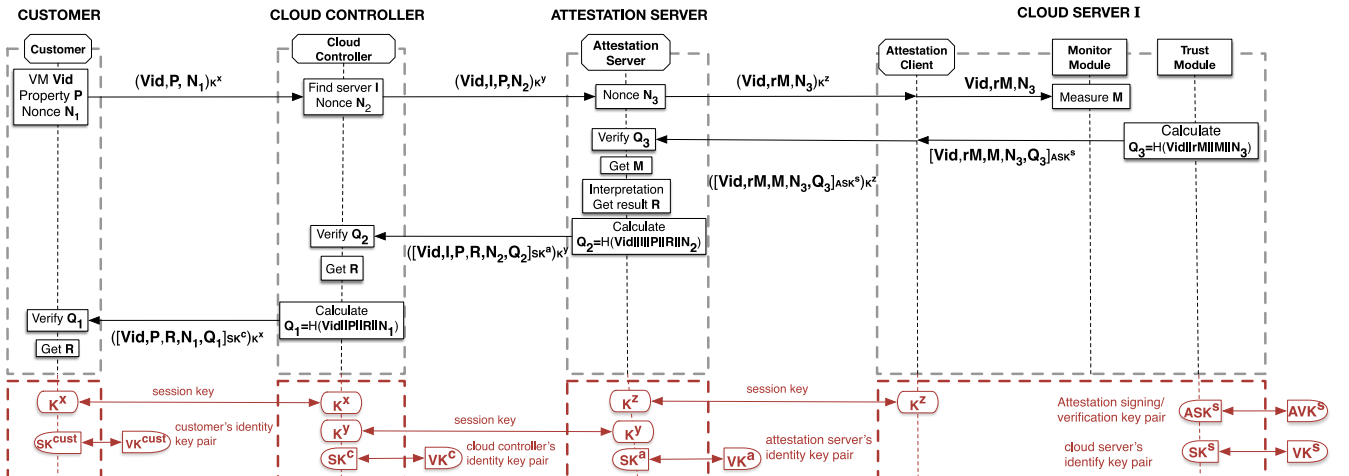 CUSTOMER
CLOUD CONTROLLER
ATTESTATION SERVER
CLOUD SERVER I
Customer
Cloud
Controller
Attestation
Server
Attestation
Client
Monitor
Module
Trust
Module
VM Vid
Property P
Nonce N₁
(Vid,P, N₁)Kˣ
Find server I
Nonce N₂
(Vid,I,P,N₂)Kʸ
Nonce N₃
(Vid,rM,N₃)Kᶻ
Vid,rM,N₃
Measure M
Calculate
Q₃=H(Vid||rM||M||N₃)
[Vid,rM,M,N₃,Q₃]ASKˢ
Verify Q₃
Get M
([Vid,rM,M,N₃,Q₃]ASKˢ)Kᶻ
Interpretation
Get result R
Calculate
Q₂=H(Vid||I||P||R||N₂)
Verify Q₂
([Vid,I,P,R,N₂,Q₂]SKᵃ)Kʸ
Get R
Calculate
Q₁=H(Vid||P||R||N₁)
Verify Q₁
([Vid,P,R,N₁,Q₁]SKᶜ)Kˣ
Get R
Kˣ
session key
Kˣ
Kᶻ
session key
Kᶻ
Attestation signing/
verification key pair
ASKˢ
AVKˢ
Kʸ
session key
Kʸ
SKᶜᵘˢᵗ
VKᶜᵘˢᵗ
customer's identity
key pair
SKᶜ
VKᶜ
cloud controller's
identity key pair
SKᵃ
VKᵃ
attestation server's
identity key pair
cloud server's
identity key pair
SKˢ
VKˢ